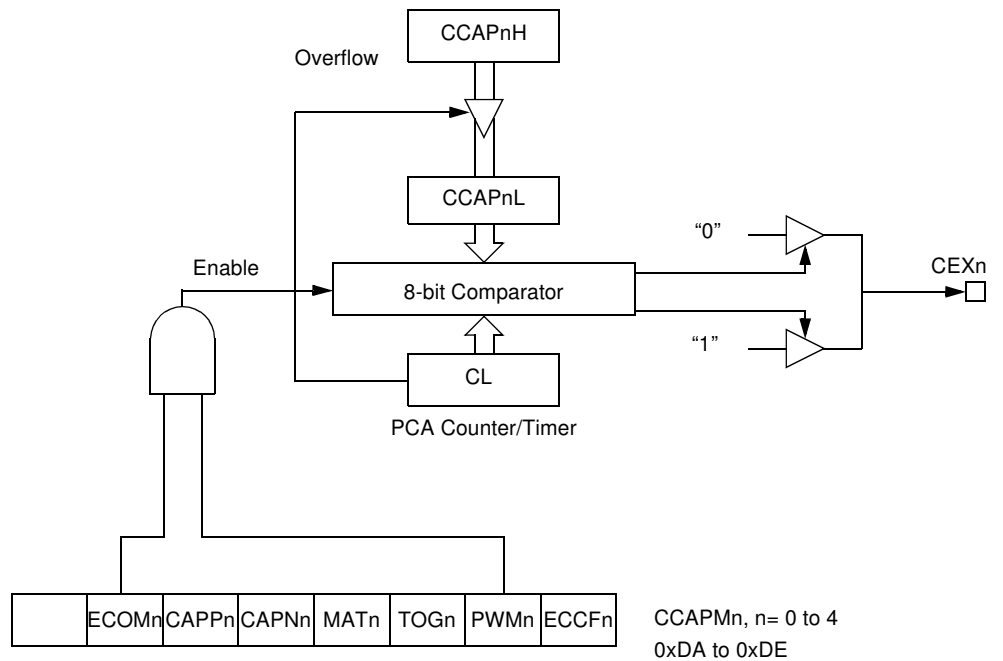 CCAPnH
Overflow
CCAPnL
“0”
Enable
CEXn
8-bit Comparator
“1”
CL
PCA Counter/Timer
ECOMn CAPPn CAPNn MATn TOGn PWMn ECCFn
CCAPMn, n= 0 to 4
0xDA to 0xDE